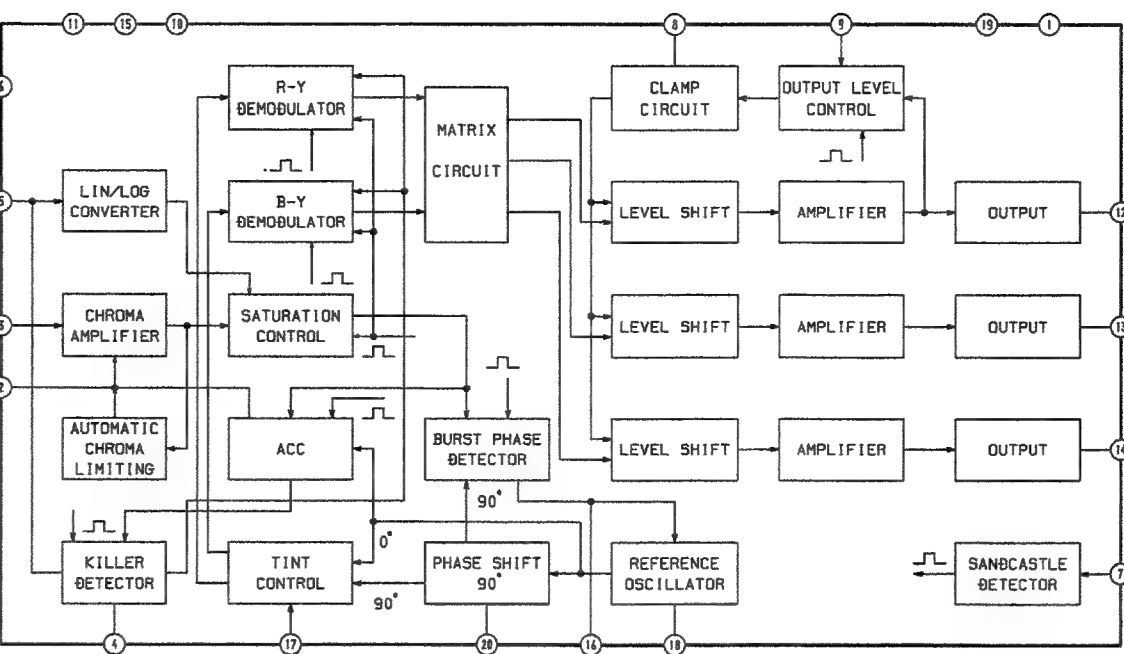 11 15 10 8 9 19 1
R-Y
DEMODULATOR
CLAMP
CIRCUIT
OUTPUT LEVEL
CONTROL
MATRIX
CIRCUIT
LIN/LOG
CONVERTER
B-Y
DEMODULATOR
LEVEL SHIFT
AMPLIFIER
OUTPUT
12
CHROMA
AMPLIFIER
SATURATION
CONTROL
LEVEL SHIFT
AMPLIFIER
OUTPUT
13
2
AUTOMATIC
CHROMA
LIMITING
ACC
BURST PHASE
DETECTOR
LEVEL SHIFT
AMPLIFIER
OUTPUT
14
90°
0°
KILLER
DETECTOR
TINT
CONTROL
90°
PHASE SHIFT
90°
REFERENCE
OSCILLATOR
SANDCASTLE
DETECTOR
7
4 17 20 16 18